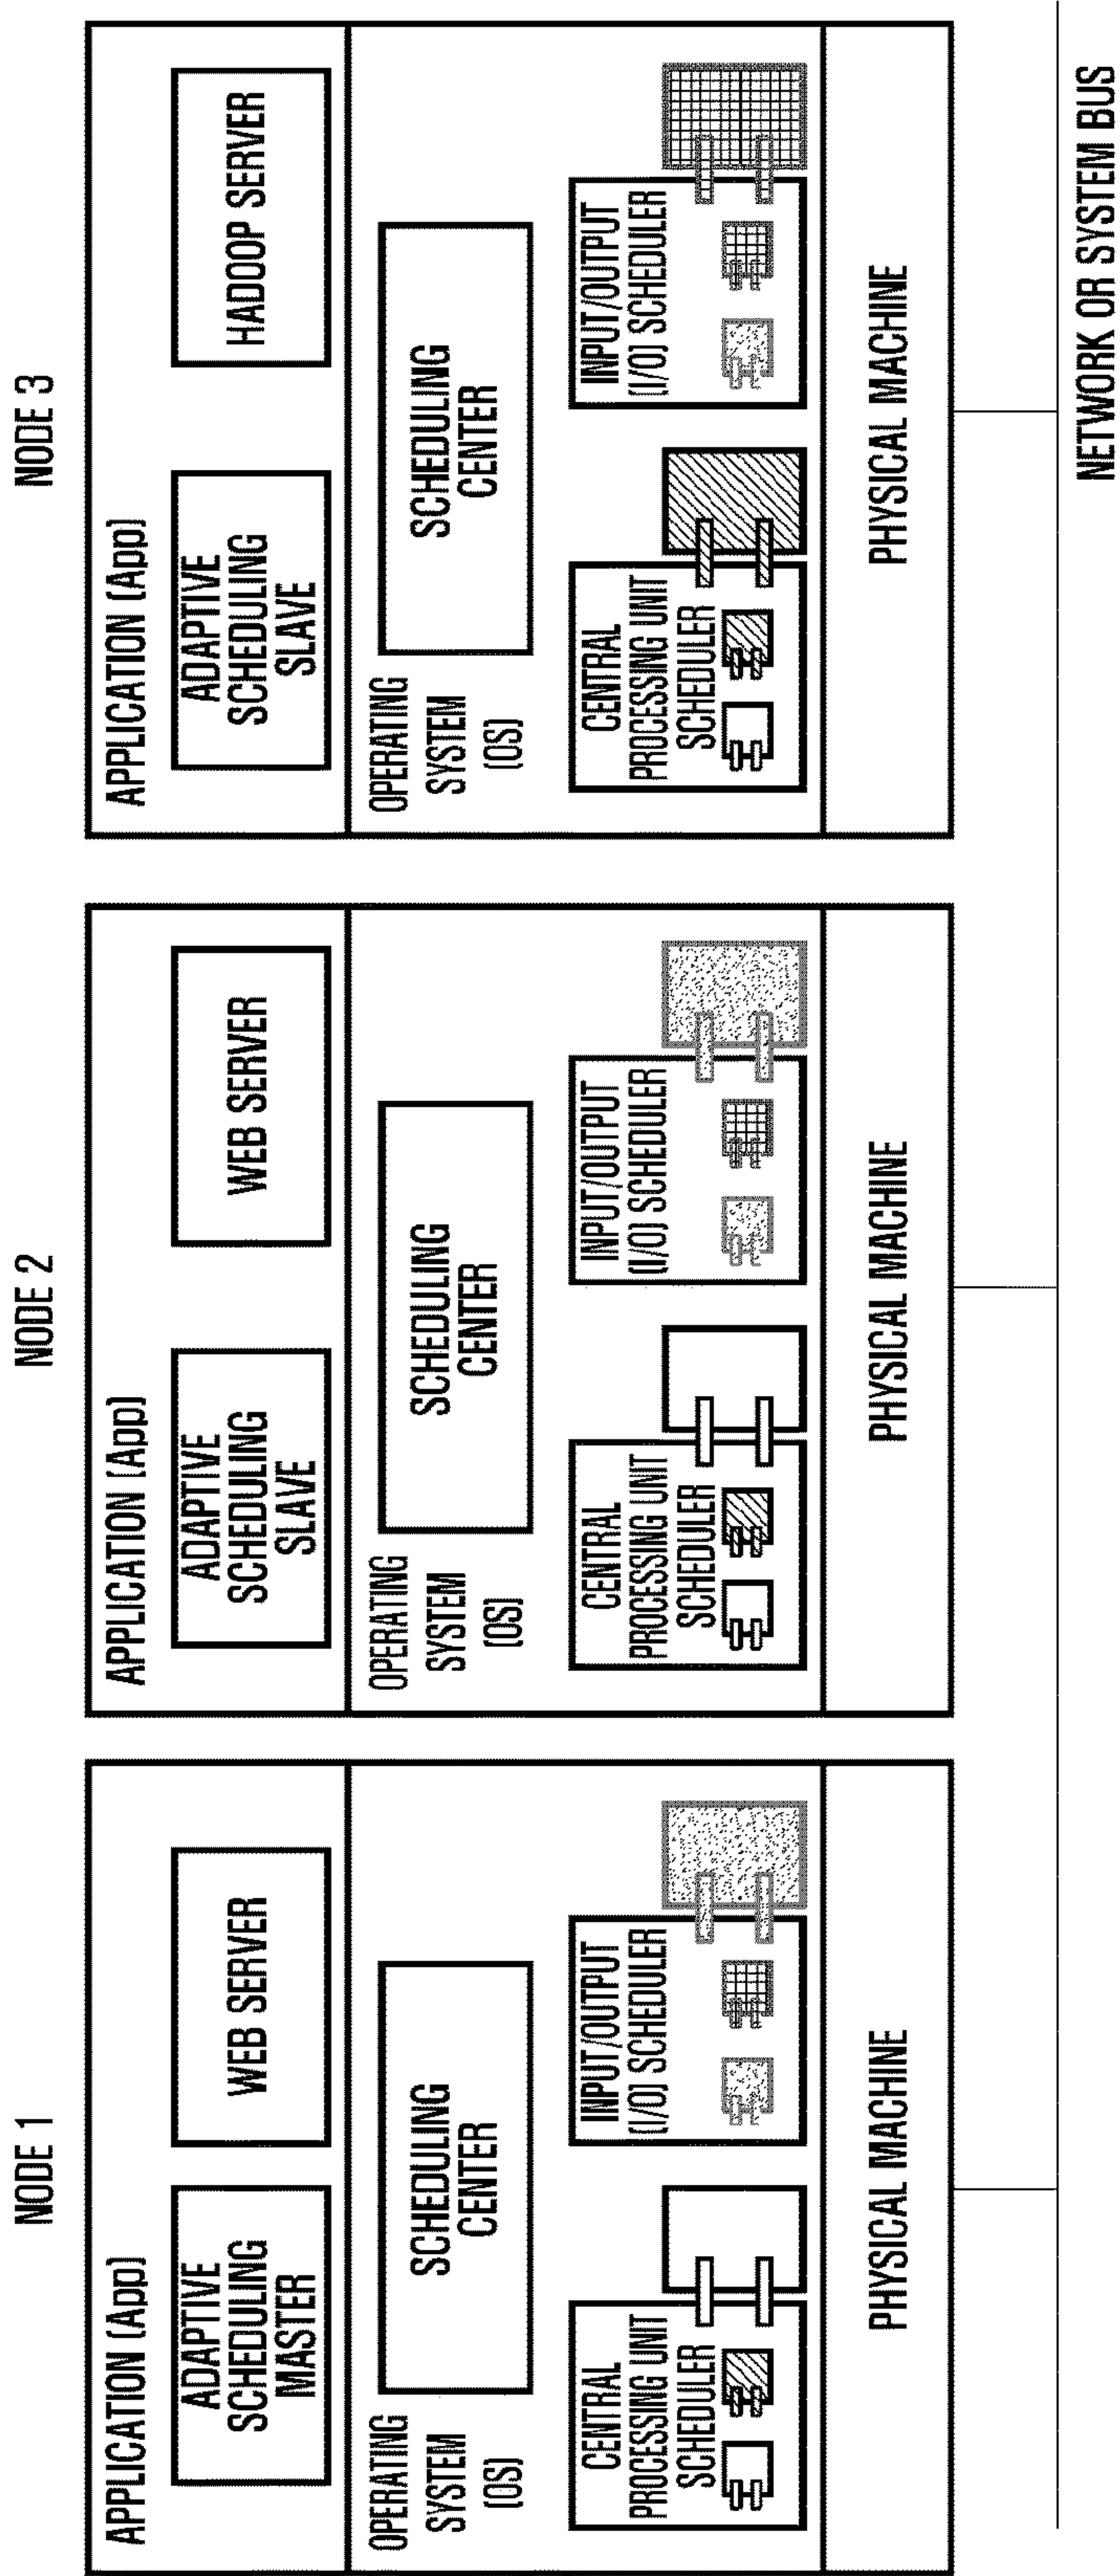 NODE 1
APPLICATION (App)
ADAPTIVE
SCHEDULING
MASTER
WEB SERVER
OPERATING
SYSTEM
(OS)
SCHEDULING
CENTER
CENTRAL
PROCESSING UNIT
SCHEDULER
INPUT/OUTPUT
(I/O) SCHEDULER
PHYSICAL MACHINE
NODE 2
APPLICATION (App)
ADAPTIVE
SCHEDULING
SLAVE
WEB SERVER
OPERATING
SYSTEM
(OS)
SCHEDULING
CENTER
CENTRAL
PROCESSING UNIT
SCHEDULER
INPUT/OUTPUT
(I/O) SCHEDULER
PHYSICAL MACHINE
NODE 3
APPLICATION (App)
ADAPTIVE
SCHEDULING
SLAVE
HADOOP SERVER
OPERATING
SYSTEM
(OS)
SCHEDULING
CENTER
CENTRAL
PROCESSING UNIT
SCHEDULER
INPUT/OUTPUT
(I/O) SCHEDULER
PHYSICAL MACHINE
NETWORK OR SYSTEM BUS